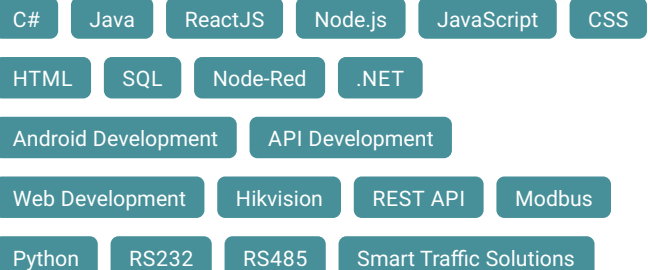 C# Java ReactJS Node.js JavaScript CSS
HTML SQL Node-Red .NET
Android Development API Development
Web Development Hikvision REST API Modbus
Python RS232 RS485 Smart Traffic Solutions